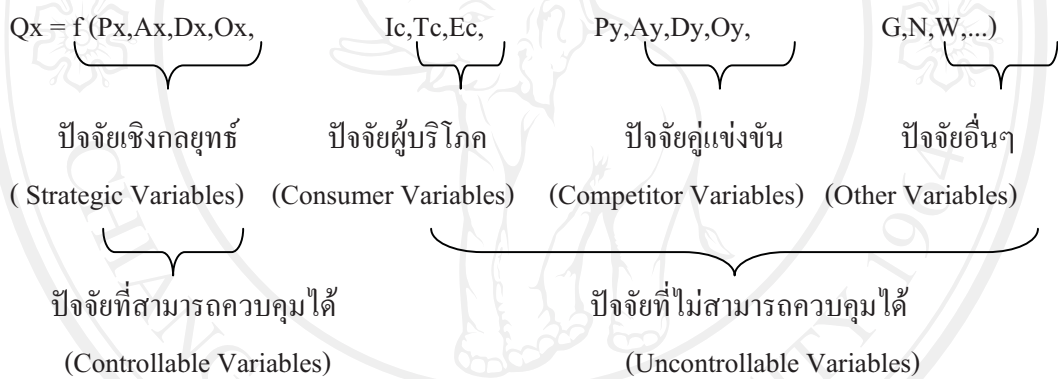 Qx = f (Px,Ax,Dx,Ox, Ic,Tc,Ec, Py,Ay,Dy,Oy, G,N,W,...)
ปัจจัยเชิงกลยุทธ์ ปัจจัยผู้บริโภค ปัจจัยคู่แข่งขัน ปัจจัยอื่นๆ
( Strategic Variables) (Consumer Variables) (Competitor Variables) (Other Variables)
ปัจจัยที่สามารถควบคุมได้ ปัจจัยที่ไม่สามารถควบคุมได้
(Controllable Variables) (Uncontrollable Variables)